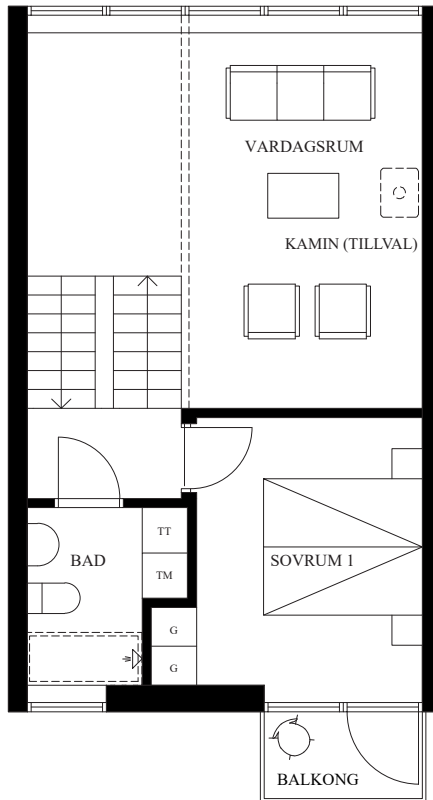 VARDAGSRUM
KAMIN (TILLVAL)
TT
BAD
SOVRUM 1
TM
G
G
BALKONG